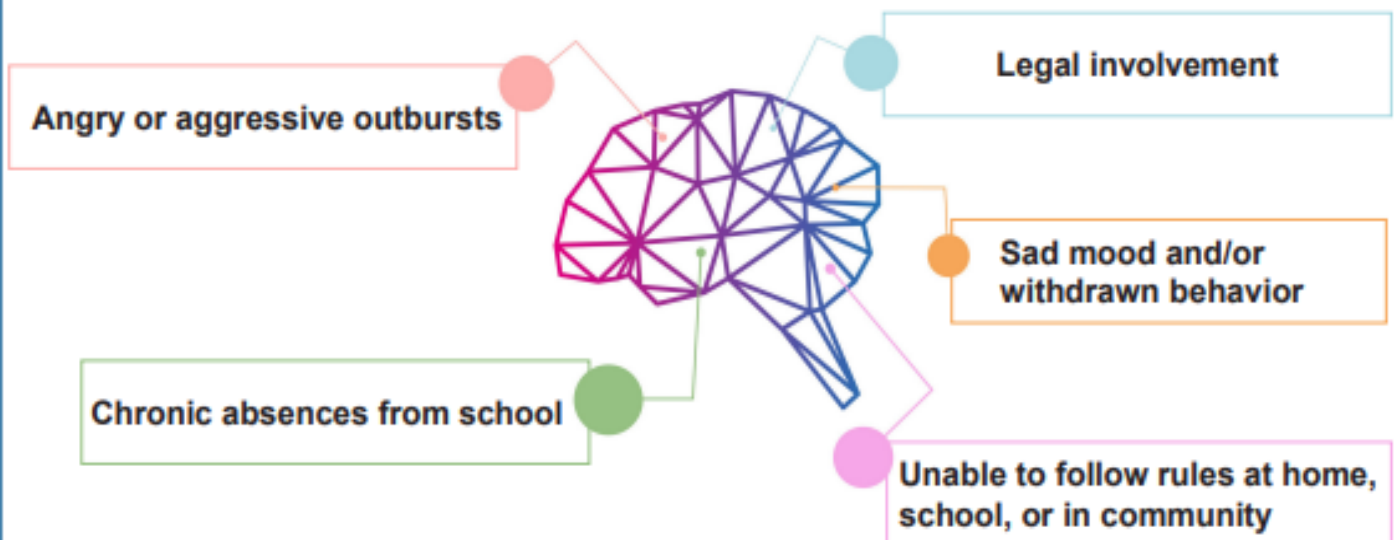 Legal involvement
Angry or aggressive outbursts
Sad mood and/or
withdrawn behavior
Chronic absences from school
Unable to follow rules at home,
school, or in community